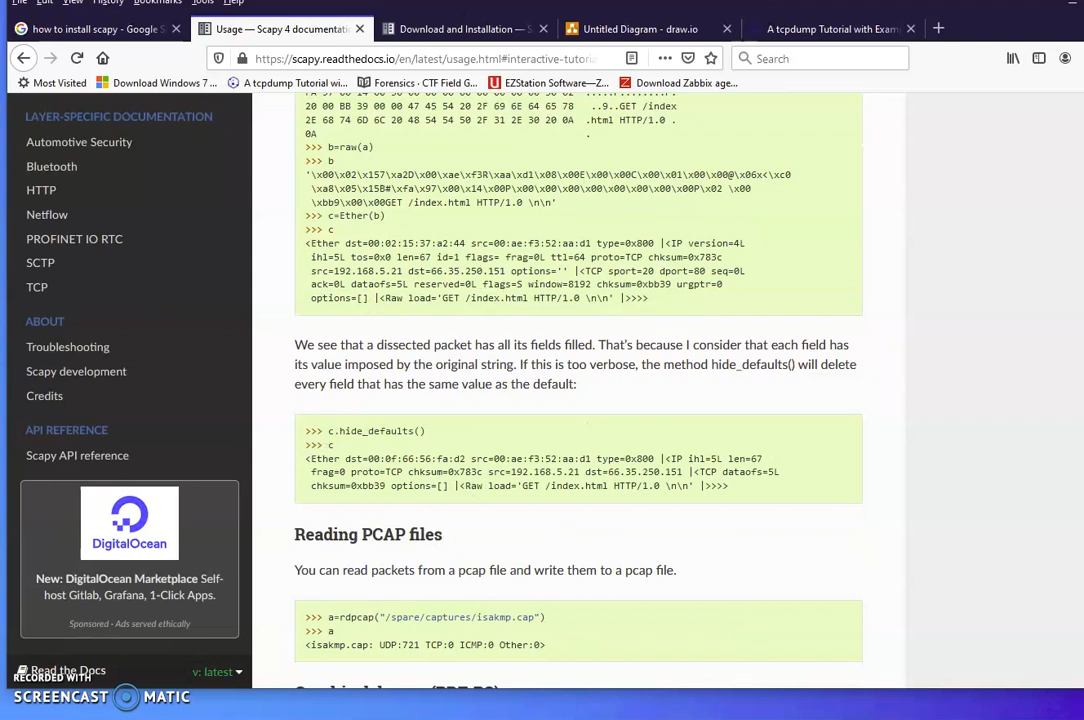 File Edit View History Bookmarks Tools Help
how to install scapy - Google S
Usage — Scapy 4 documentati
Download and Installation — S
Untitled Diagram - draw.io
A tcpdump Tutorial with Examp
https://scapy.readthedocs.io/en/latest/usage.html#interactive-tutoria
Search
Most Visited
Download Windows 7 ...
A tcpdump Tutorial wi...
Forensics · CTF Field G...
EZStation Software—Z...
Download Zabbix age...
LAYER-SPECIFIC DOCUMENTATION
Automotive Security
Bluetooth
HTTP
Netflow
PROFINET IO RTC
SCTP
TCP
ABOUT
Troubleshooting
Scapy development
Credits
API REFERENCE
Scapy API reference
DigitalOcean
New: DigitalOcean Marketplace Self-
host Gitlab, Grafana, 1-Click Apps.
Sponsored · Ads served ethically
Read the Docs
v: latest
20 00 BB 39 00 00 47 45 54 20 2F 69 6E 64 65 78 ..9..GET /index
2E 68 74 6D 6C 20 48 54 54 50 2F 31 2E 30 20 0A .html HTTP/1.0 .
0A .
>>> b=raw(a)
>>> b
'\x00\x02\x157\xa2D\x00\xae\xf3R\xaa\xd1\x08\x00E\x00\x00C\x00\x01\x00\x00@\x06x<\xc0
\xa8\x05\x15B#\xfa\x97\x00\x14\x00P\x00\x00\x00\x00\x00\x00\x00\x00P\x02 \x00
\xbb9\x00\x00GET /index.html HTTP/1.0 \n\n'
>>> c=Ether(b)
>>> c
<Ether dst=00:02:15:37:a2:44 src=00:ae:f3:52:aa:d1 type=0x800 |<IP version=4L
ihl=5L tos=0x0 len=67 id=1 flags= frag=0L ttl=64 proto=TCP chksum=0x783c
src=192.168.5.21 dst=66.35.250.151 options='' |<TCP sport=20 dport=80 seq=0L
ack=0L dataofs=5L reserved=0L flags=S window=8192 chksum=0xbb39 urgptr=0
options=[] |<Raw load='GET /index.html HTTP/1.0 \n\n' |>>>>
We see that a dissected packet has all its fields filled. That's because I consider that each field has
its value imposed by the original string. If this is too verbose, the method hide_defaults() will delete
every field that has the same value as the default:
>>> c.hide_defaults()
>>> c
<Ether dst=00:0f:66:56:fa:d2 src=00:ae:f3:52:aa:d1 type=0x800 |<IP ihl=5L len=67
frag=0 proto=TCP chksum=0x783c src=192.168.5.21 dst=66.35.250.151 |<TCP dataofs=5L
chksum=0xbb39 options=[] |<Raw load='GET /index.html HTTP/1.0 \n\n' |>>>>
Reading PCAP files
You can read packets from a pcap file and write them to a pcap file.
>>> a=rdpcap("/spare/captures/isakmp.cap")
>>> a
<isakmp.cap: UDP:721 TCP:0 ICMP:0 Other:0>
RECORDED WITH
SCREENCAST MATIC